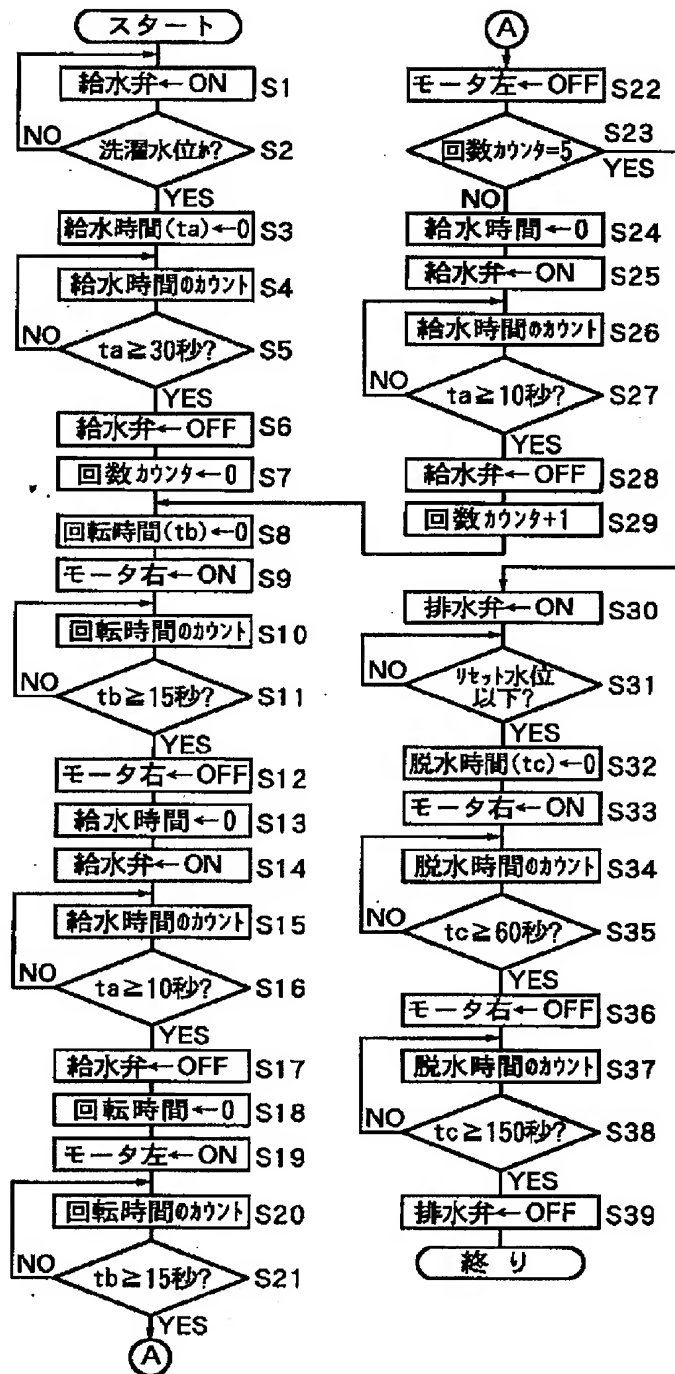 スタート
給水弁←ON S1
洗濯水位か? S2
NO
YES
給水時間(ta)←0 S3
給水時間のカウント S4
NO
ta≧30秒? S5
YES
給水弁←OFF S6
回数カウンタ←0 S7
回転時間(tb)←0 S8
モータ右←ON S9
回転時間のカウント S10
NO
tb≧15秒? S11
YES
モータ右←OFF S12
給水時間←0 S13
給水弁←ON S14
給水時間のカウント S15
NO
ta≧10秒? S16
YES
給水弁←OFF S17
回転時間←0 S18
モータ左←ON S19
回転時間のカウント S20
NO
tb≧15秒? S21
YES
A
A
モータ左←OFF S22
回数カウンタ=5 S23
YES
NO
給水時間←0 S24
給水弁←ON S25
給水時間のカウント S26
NO
ta≧10秒? S27
YES
給水弁←OFF S28
回数カウンタ+1 S29
排水弁←ON S30
NO
リセット水位
以下? S31
YES
脱水時間(tc)←0 S32
モータ右←ON S33
脱水時間のカウント S34
NO
tc≧60秒? S35
YES
モータ右←OFF S36
脱水時間のカウント S37
NO
tc≧150秒? S38
YES
排水弁←OFF S39
終り